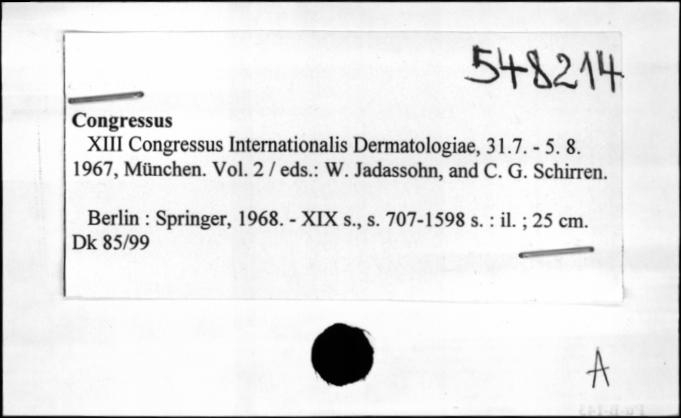 548214
Congressus
XIII Congressus Internationalis Dermatologiae, 31.7. - 5. 8.
1967, München. Vol. 2 / eds.: W. Jadassohn, and C. G. Schirren.
Berlin : Springer, 1968. - XIX s., s. 707-1598 s. : il. ; 25 cm.
Dk 85/99
A